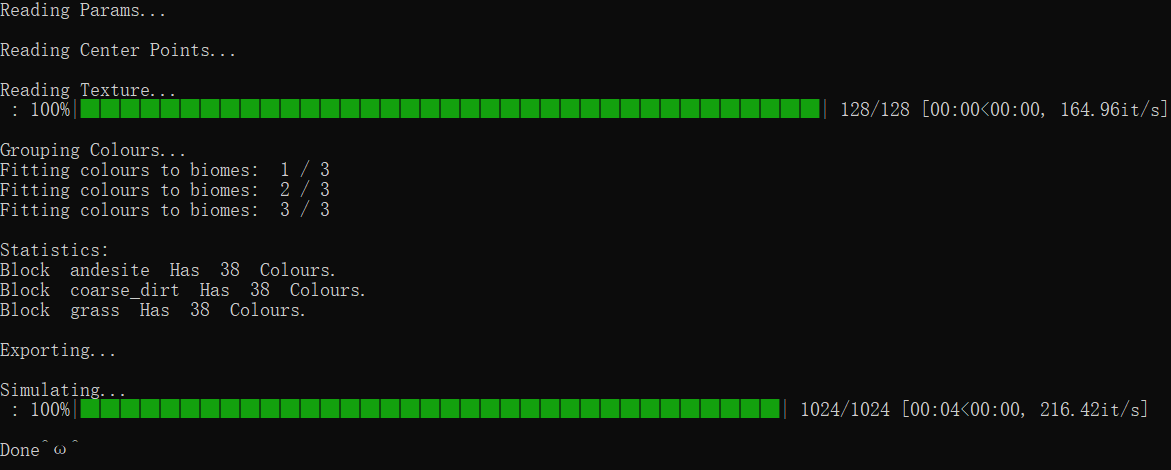 Reading Params...
Reading Center Points...
Reading Texture...
: 100%| 128/128 [00:00<00:00, 164.96it/s]
Grouping Colours...
Fitting colours to biomes:  1 / 3
Fitting colours to biomes:  2 / 3
Fitting colours to biomes:  3 / 3
Statistics:
Block  andesite  Has  38  Colours.
Block  coarse_dirt  Has  38  Colours.
Block  grass  Has  38  Colours.
Exporting...
Simulating...
: 100%| 1024/1024 [00:04<00:00, 216.42it/s]
Done^ω^